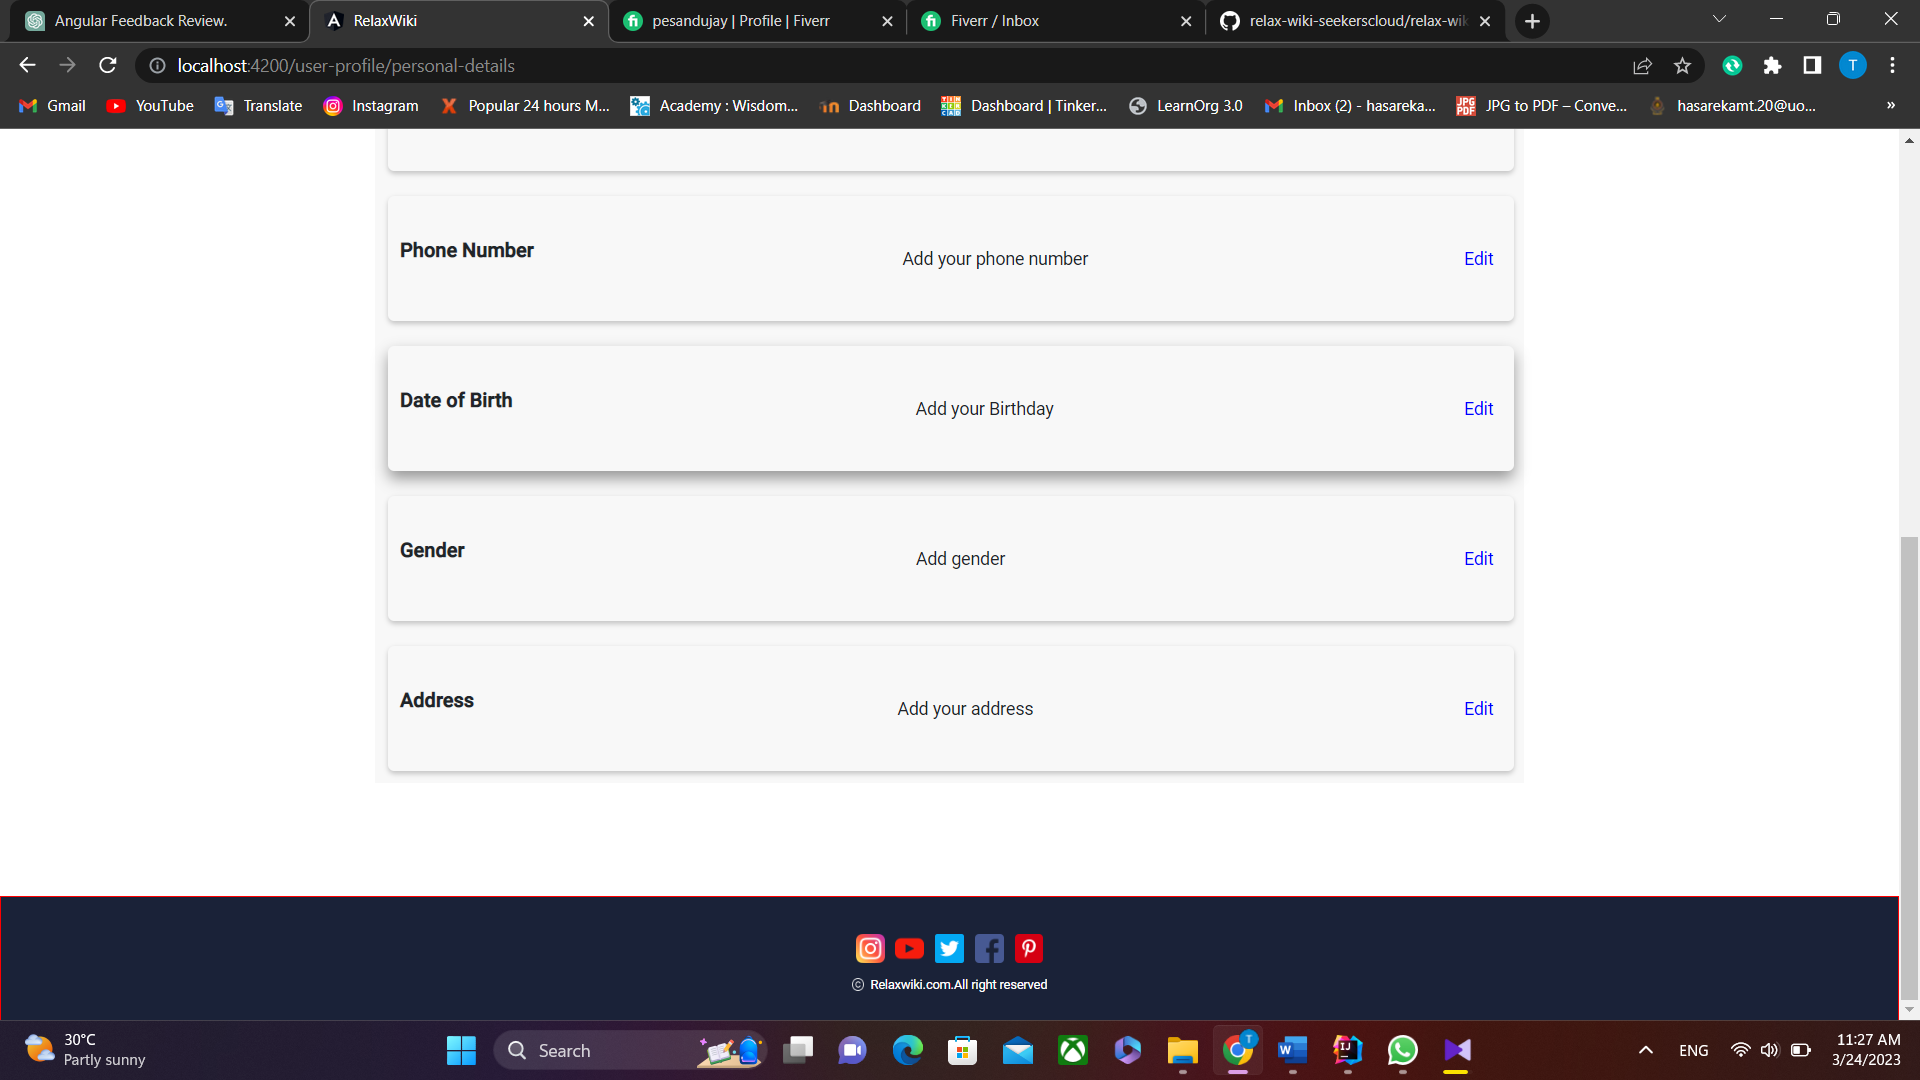 Angular Feedback Review.
RelaxWiki
pesandujay | Profile | Fiverr
Fiverr / Inbox
relax-wiki-seekerscloud/relax-wik
localhost:4200/user-profile/personal-details
T
Gmail
YouTube
Translate
Instagram
Popular 24 hours M...
Academy : Wisdom...
Dashboard
Dashboard | Tinker...
LearnOrg 3.0
Inbox (2) - hasareka...
JPG to PDF – Conve...
hasarekamt.20@uo...
»
Phone Number
Add your phone number
Edit
Date of Birth
Add your Birthday
Edit
Gender
Add gender
Edit
Address
Add your address
Edit
© Relaxwiki.com.All right reserved
30°C
Partly sunny
Search
ENG
11:27 AM
3/24/2023